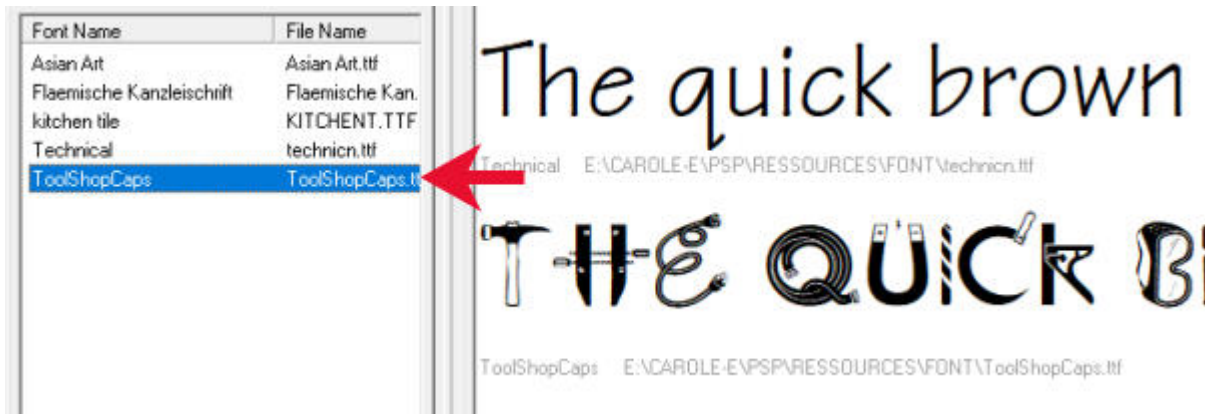 Font Name File Name
Asian Art Asian Art.ttf
Flaemische Kanzleischrift Flaemische Kan.
kitchen tile KITCHENT.TTF
Technical technicn.ttf
ToolShopCaps ToolShopCaps.tt
The quick brown
Technical E:\CAROLE-E\PSP\RESSOURCES\FONT\technicn.ttf
THE QUICK
ToolShopCaps E:\CAROLE-E\PSP\RESSOURCES\FONT\ToolShopCaps.ttf